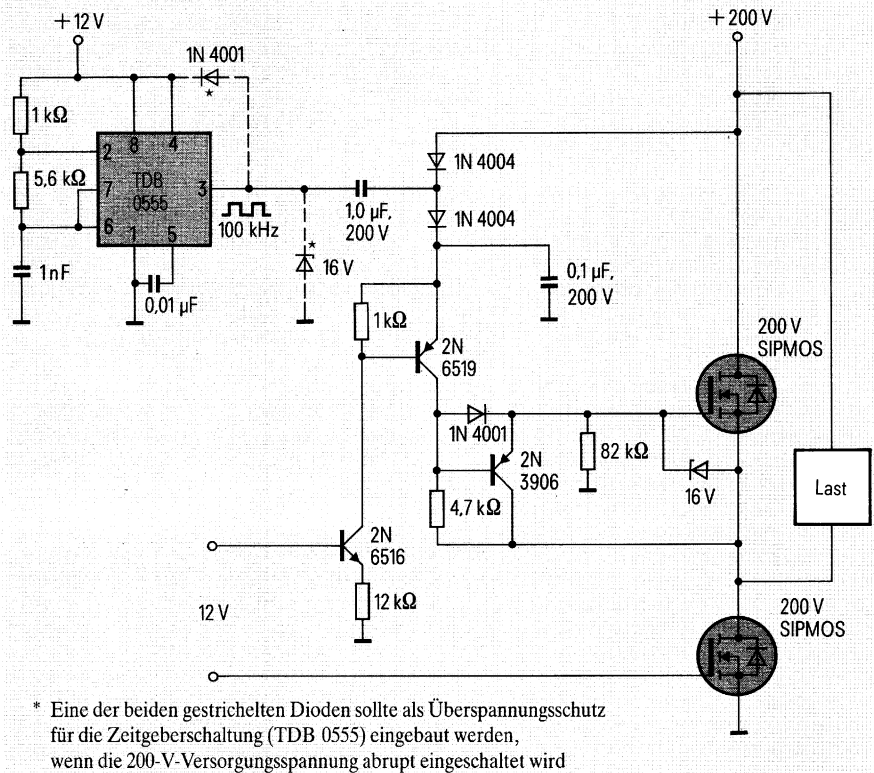 +12 V
+200 V
1N 4001
*
1 kΩ
8 4
2
1N 4004
5,6 kΩ
7
TDB
0555
3
6
100 kHz
1,0 µF,
200 V
1N 4004
1 5
*
16 V
1 nF
0,01 µF
0,1 µF,
200 V
1 kΩ
2N
6519
200 V
SIPMOS
1N 4001
2N
3906
82 kΩ
16 V
Last
4,7 kΩ
2N
6516
12 V
12 kΩ
200 V
SIPMOS
* Eine der beiden gestrichelten Dioden sollte als Überspannungsschutz
für die Zeitgeberschaltung (TDB 0555) eingebaut werden,
wenn die 200-V-Versorgungsspannung abrupt eingeschaltet wird